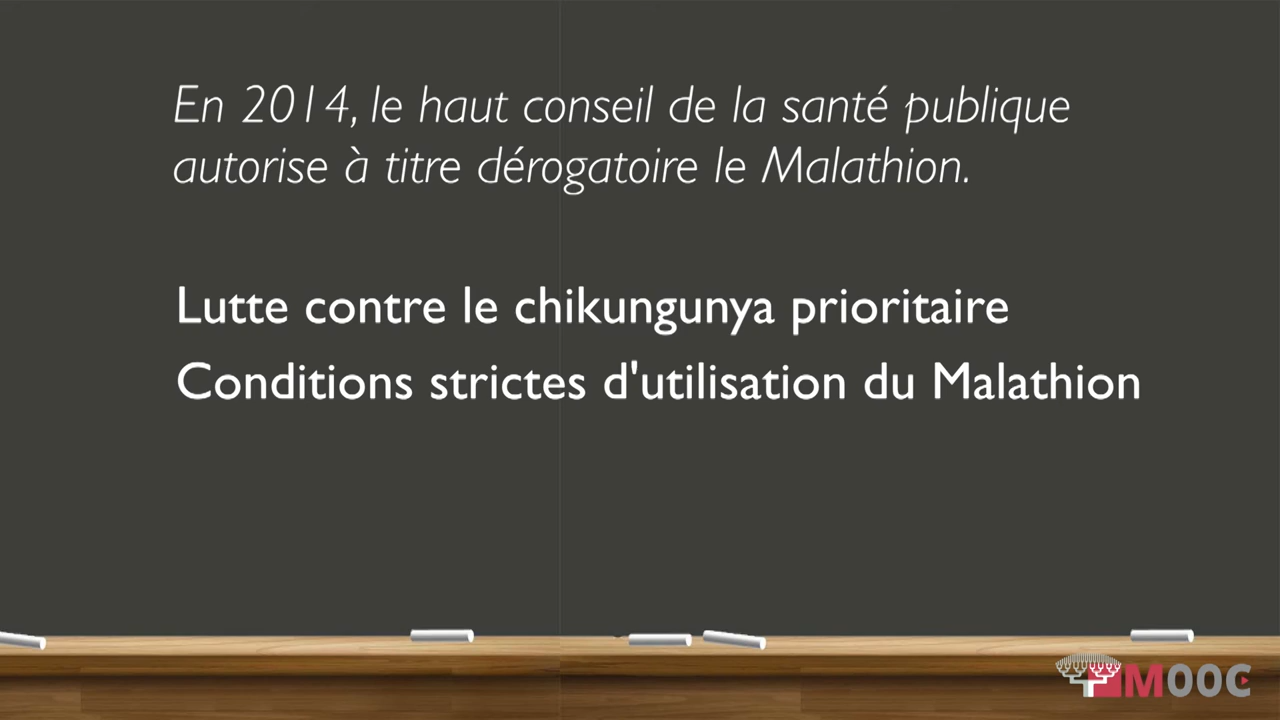 En 2014, le haut conseil de la santé publique
autorise à titre dérogatoire le Malathion.
Lutte contre le chikungunya prioritaire
Conditions strictes d'utilisation du Malathion
MOOC